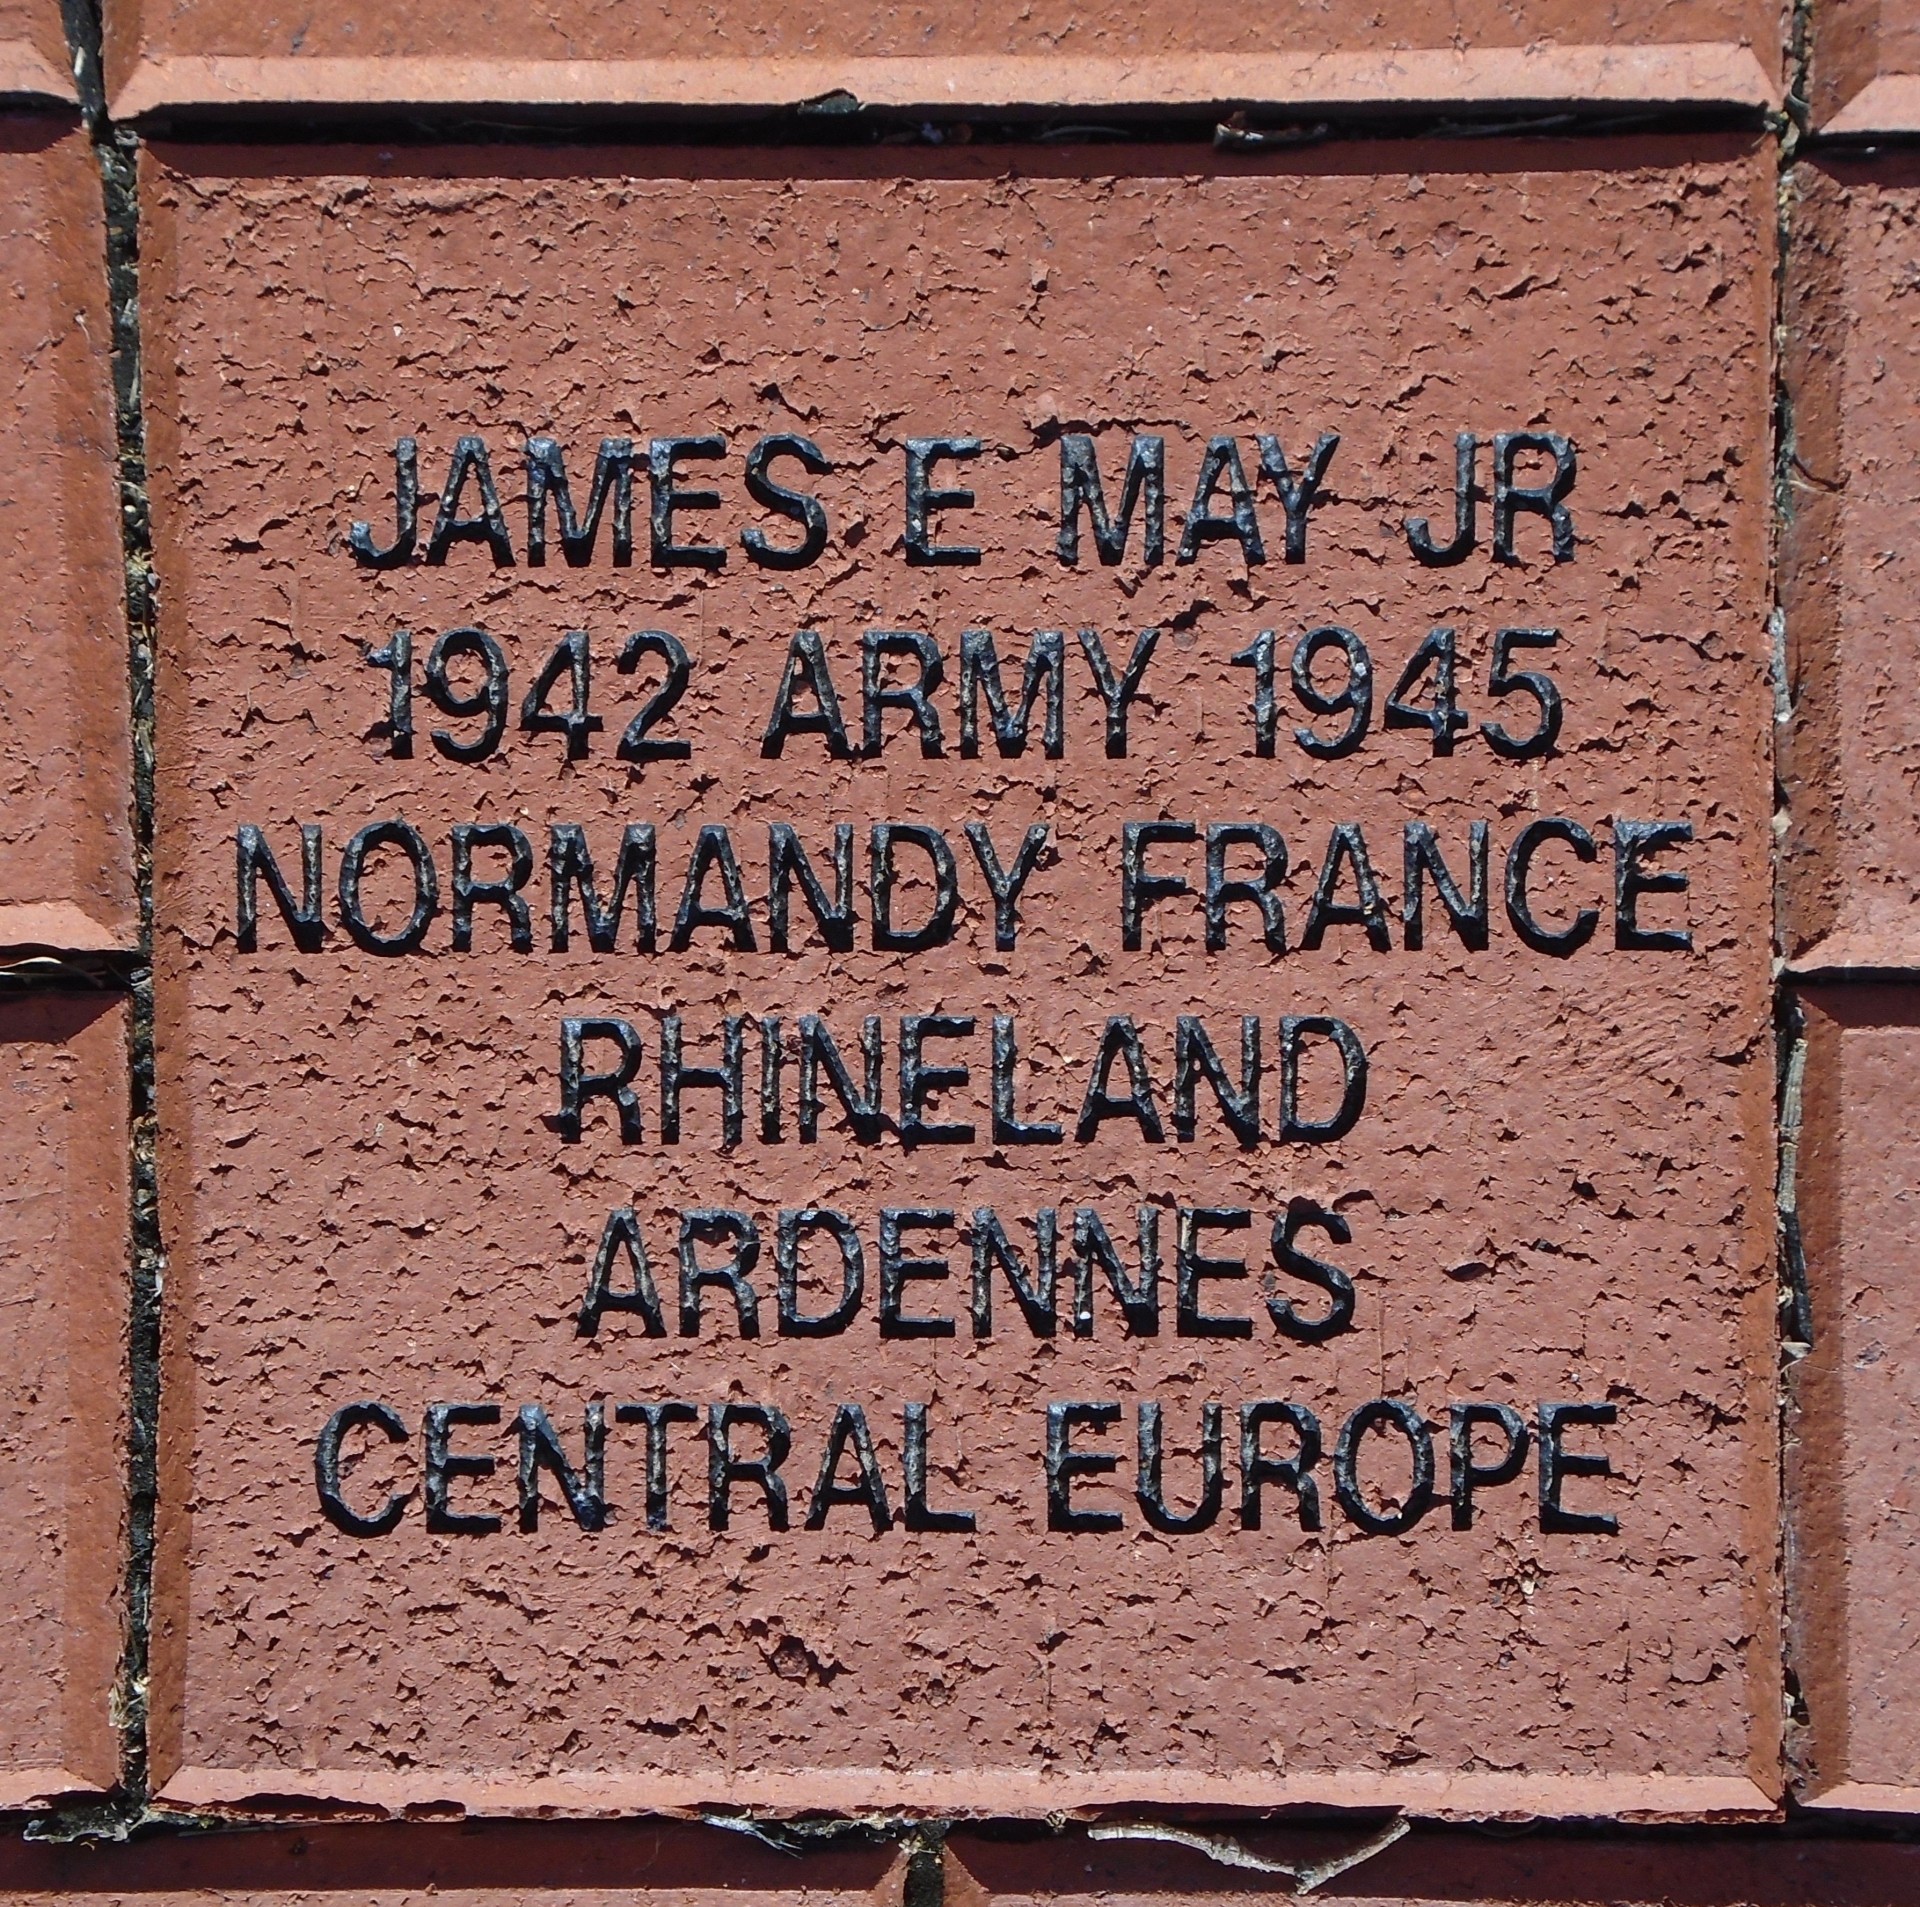 JAMES E MAY JR
1942 ARMY 1945
NORMANDY FRANCE
RHINELAND
ARDENNES
CENTRAL EUROPE